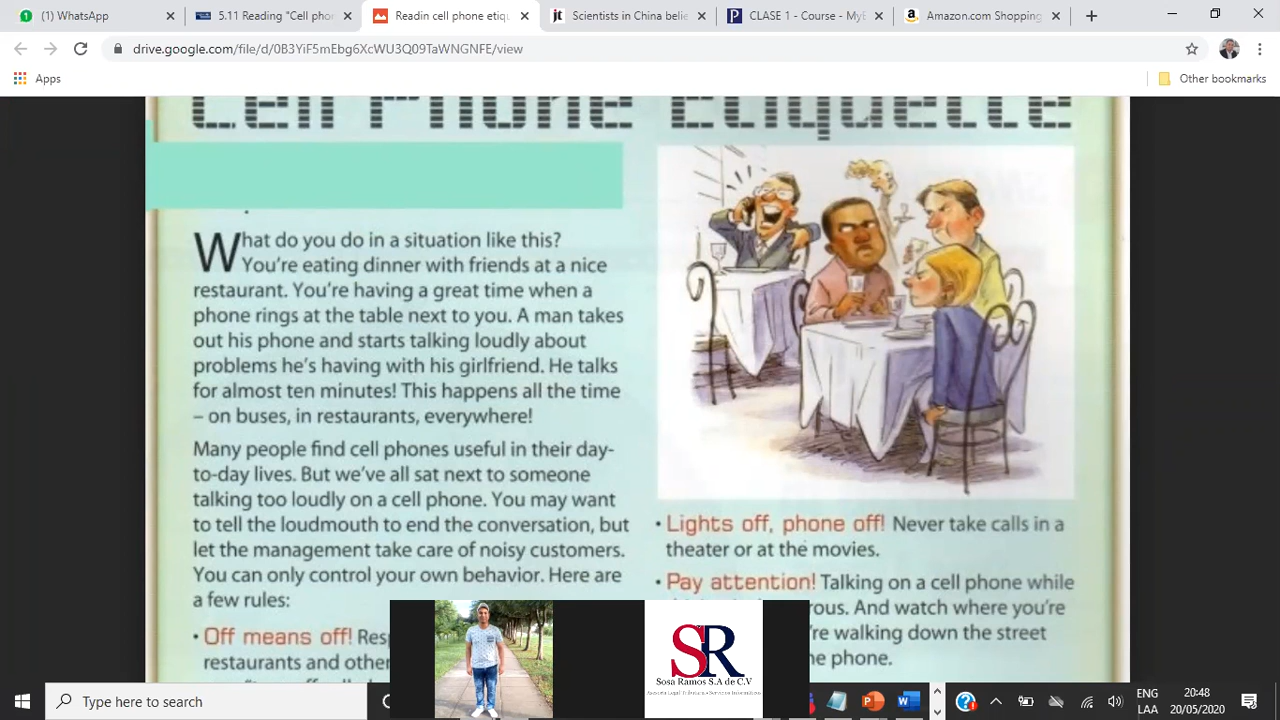 (1) WhatsApp
5.11 Reading "Cell phon
Readin cell phone etiq
Scientists in China belie
CLASE 1 - Course - MyE
Amazon.com Shopping
drive.google.com/file/d/0B3YiF5mEbg6XcWU3Q09TaWNGNFE/view
Apps
Other bookmarks
Cell Phone Etiquette
What do you do in a situation like this?
You're eating dinner with friends at a nice
restaurant. You're having a great time when a
phone rings at the table next to you. A man takes
out his phone and starts talking loudly about
problems he's having with his girlfriend. He talks
for almost ten minutes! This happens all the time
– on buses, in restaurants, everywhere!
Many people find cell phones useful in their day-
to-day lives. But we've all sat next to someone
talking too loudly on a cell phone. You may want
to tell the loudmouth to end the conversation, but
let the management take care of noisy customers.
You can only control your own behavior. Here are
a few rules:
• Off means off! Resp
restaurants and other
• Lights off, phone off! Never take calls in a
theater or at the movies.
• Pay attention! Talking on a cell phone while
rous. And watch where you're
're walking down the street
ne phone.
SR
Sosa Ramos S.A de C.V
Type here to search
ENG
LAA
20:48
20/05/2020